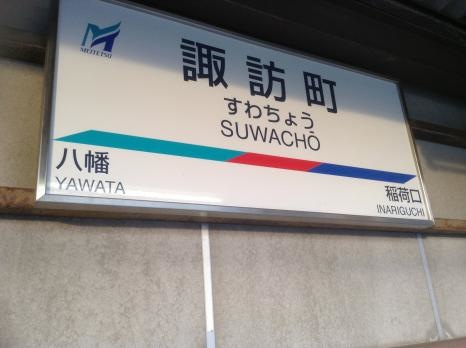 MEITETSU
諏訪町
すわちょう
SUWACHŌ
八幡
YAWATA
稲荷口
INARIGUCHI